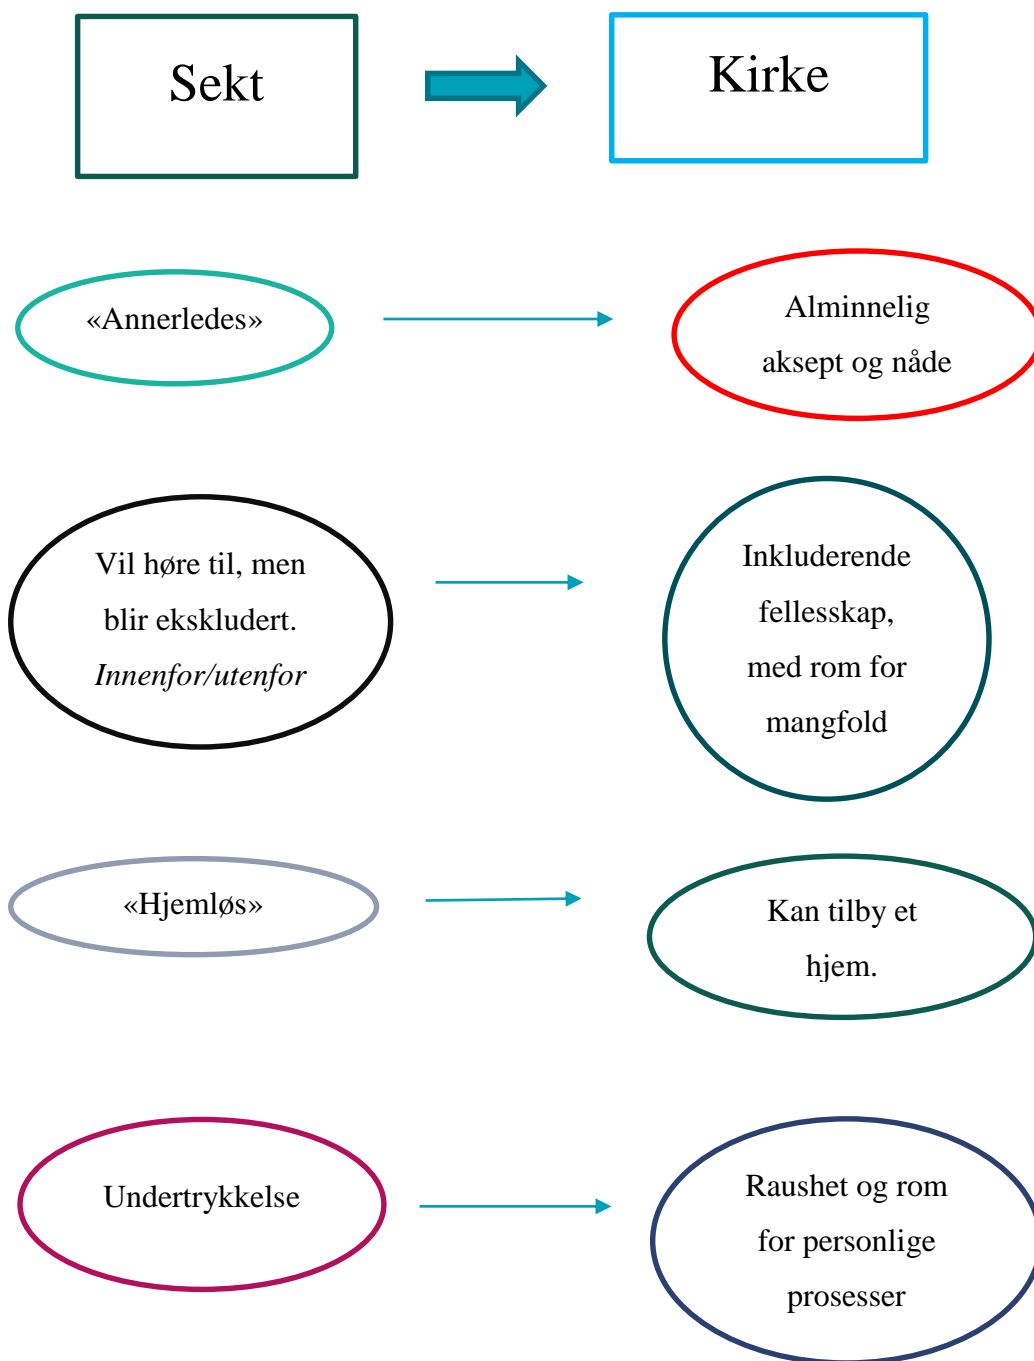 Sekt
Kirke
«Annerledes»
Alminnelig
aksept og nåde
Vil høre til, men
blir ekskludert.
Innenfor/utenfor
Inkluderende
fellesskap,
med rom for
mangfold
«Hjemløs»
Kan tilby et
hjem.
Undertrykkelse
Raushet og rom
for personlige
prosesser